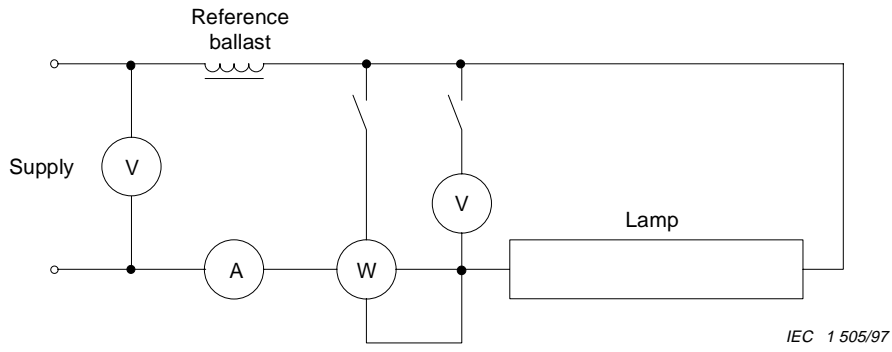 Reference
ballast
Supply
V
V
Lamp
A
W
IEC 1 505/97